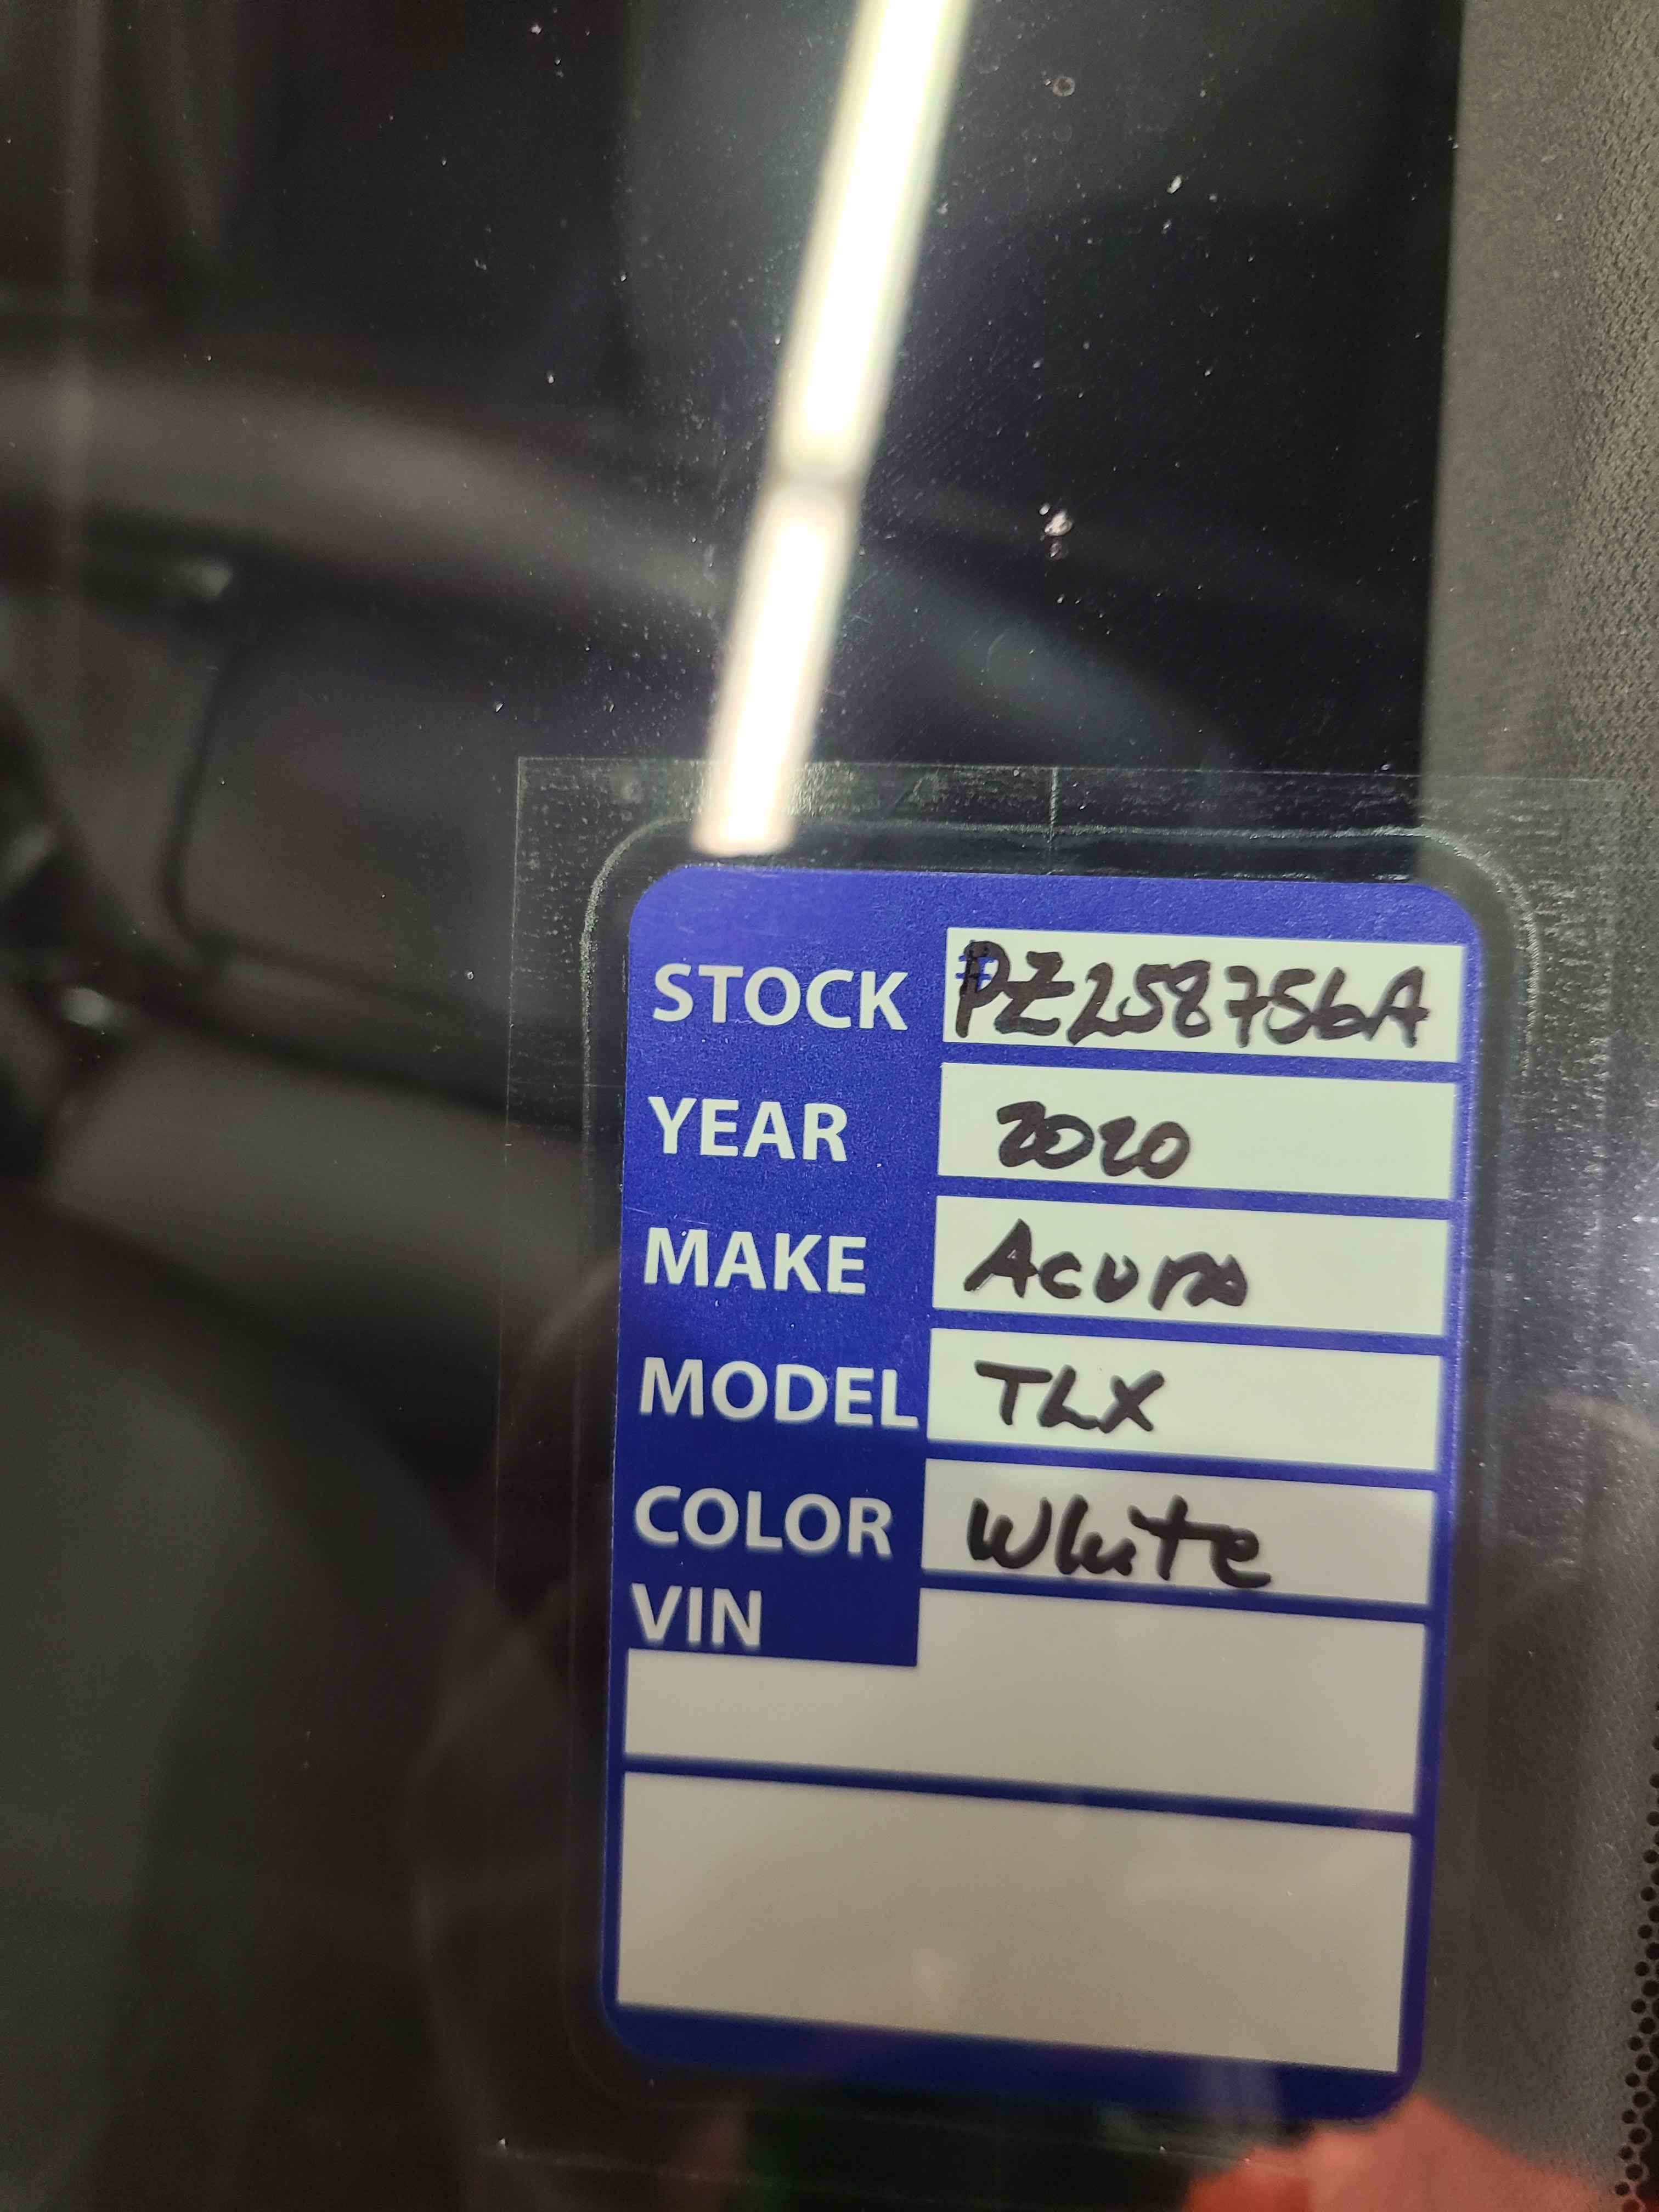 STOCK #PZ258756A
YEAR 2020
MAKE Acura
MODEL TLX
COLOR White
VIN